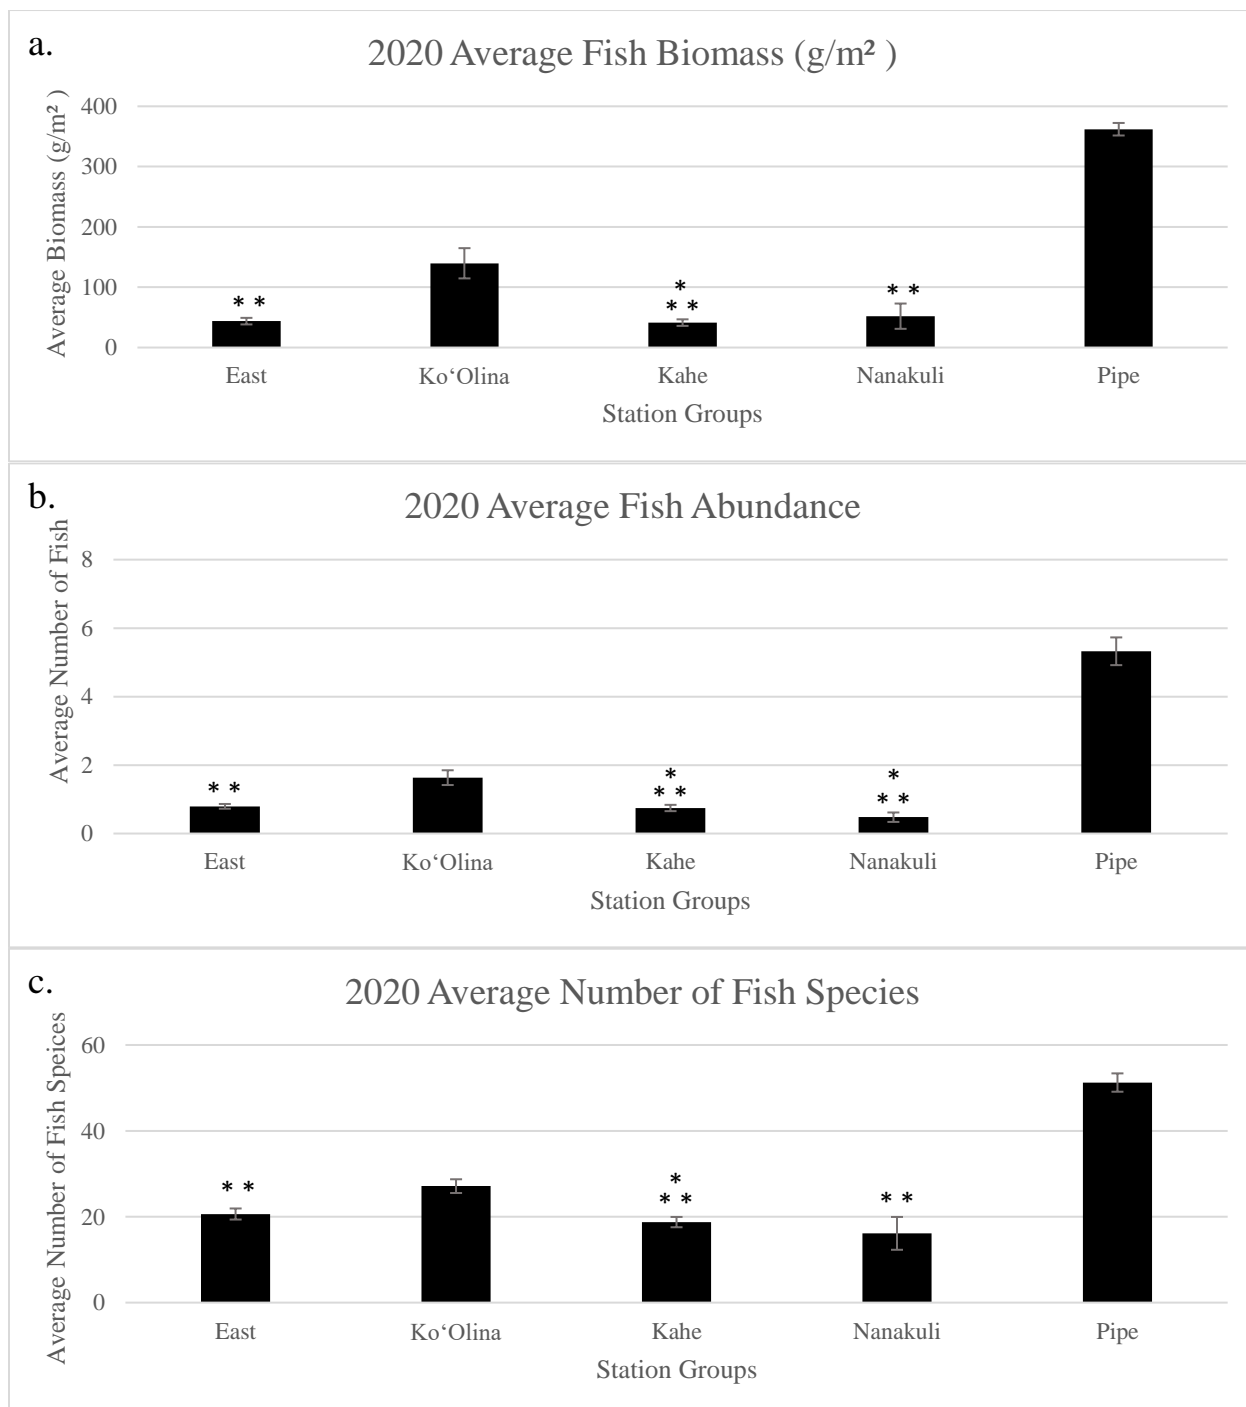 a.
2020 Average Fish Biomass (g/m² )
Average Biomass (g/m² )
400
300
200
100
0
* *
*
* *
* *
East Ko‘Olina Kahe Nanakuli Pipe
Station Groups
b.
2020 Average Fish Abundance
Average Number of Fish
8
6
4
2
0
* *
*
* *
*
* *
East Ko‘Olina Kahe Nanakuli Pipe
Station Groups
c.
2020 Average Number of Fish Species
Average Number of Fish Speices
60
40
20
0
* *
*
* *
* *
East Ko‘Olina Kahe Nanakuli Pipe
Station Groups